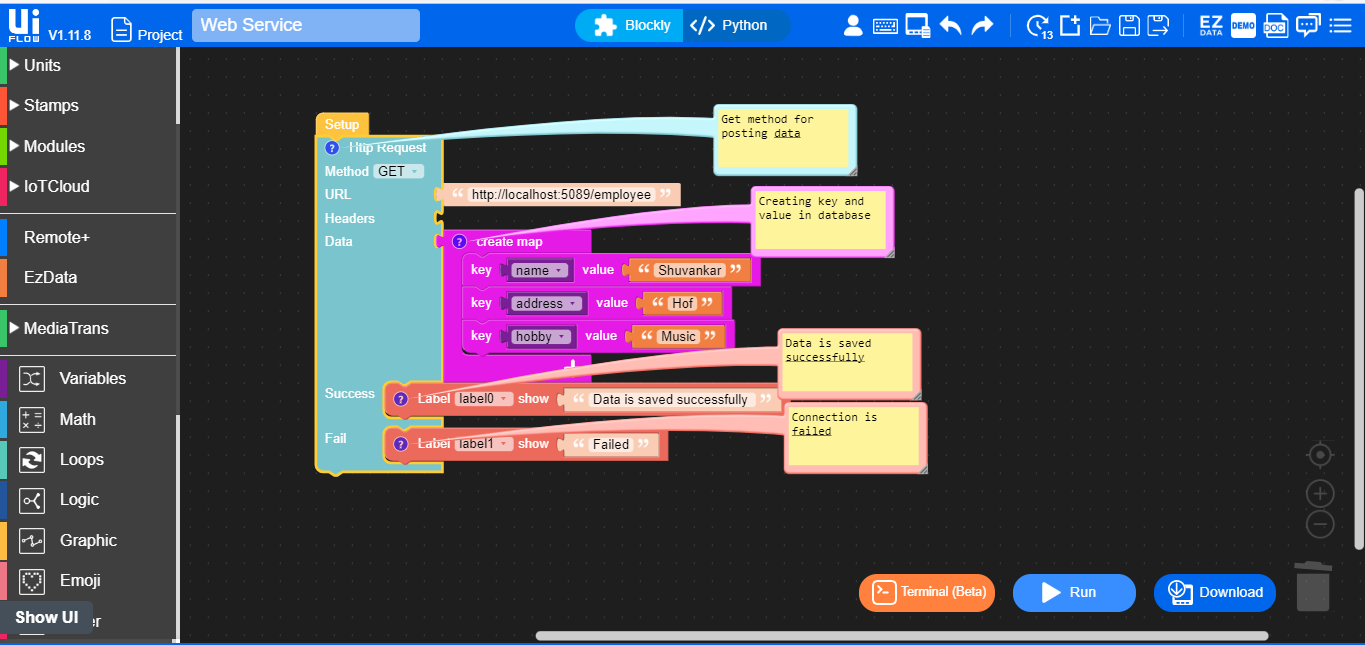 Ui
FLOW V1.11.8
Project
Web Service
Blockly
</> Python
13
EZ
DATA
DEMO
DOC
Units
Stamps
Modules
IoTCloud
Remote+
EzData
MediaTrans
Variables
Math
Loops
Logic
Graphic
Emoji
Show UI
er
Setup
? Http Request
Method GET
URL “ http://localhost:5089/employee ”
Headers
Data ? create map
key name value “ Shuvankar ”
key address value “ Hof ”
key hobby value “ Music ”
+
Success ? Label label0 show “ Data is saved successfully ”
Fail ? Label label1 show “ Failed ”
Get method for
posting data
Creating key and
value in database
Data is saved
successfully
Connection is
failed
Terminal (Beta)
Run
Download